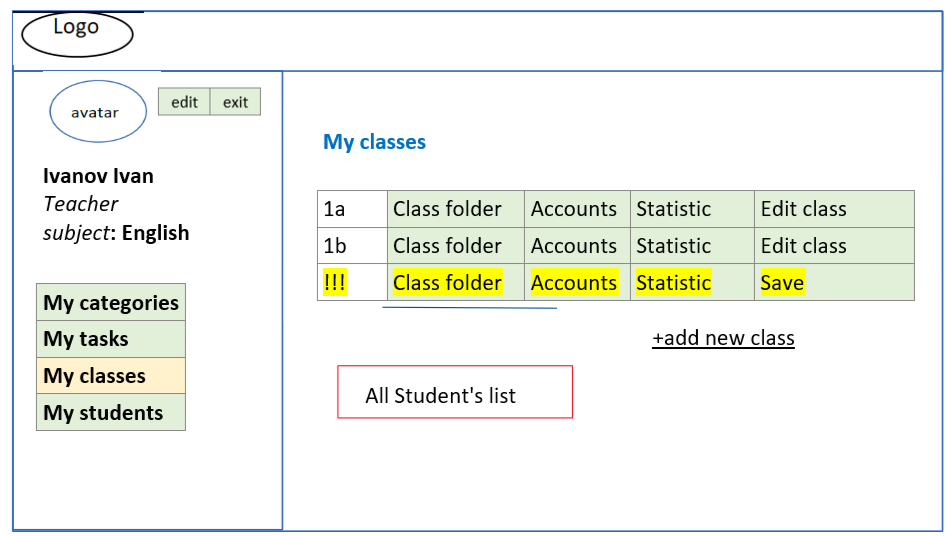 Logo
avatar
edit exit
Ivanov Ivan
Teacher
subject: English
My categories
My tasks
My classes
My students
My classes
1a Class folder Accounts Statistic Edit class
1b Class folder Accounts Statistic Edit class
!!! Class folder Accounts Statistic Save
+add new class
All Student's list